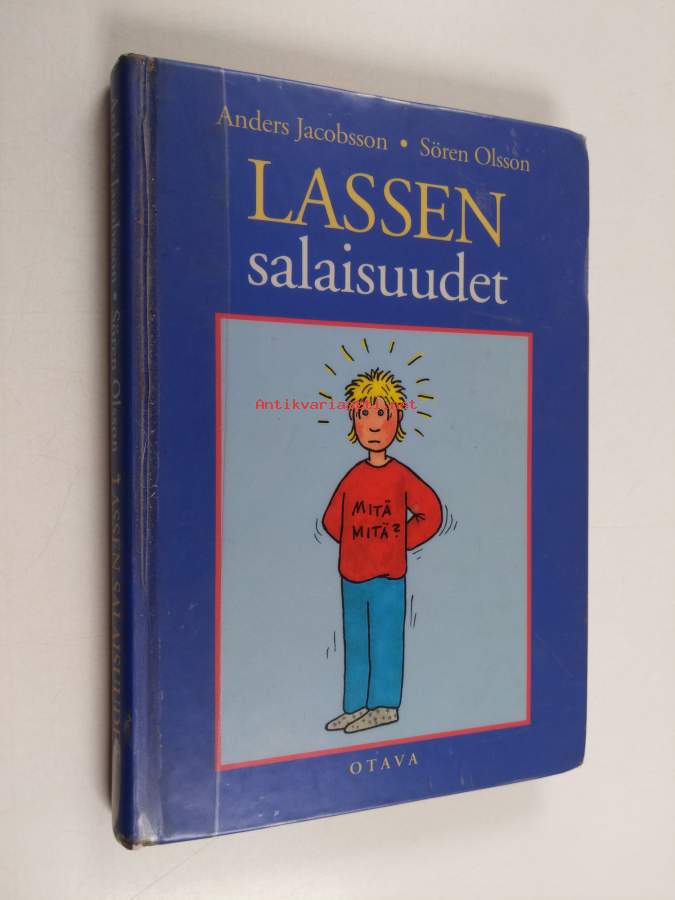 Anders Jacobsson • Sören Olsson
LASSEN
salaisuudet
Antikvariaatti.net
MITÄ
MITÄ?
OTAVA
Anders Jacobsson • Sören Olsson LASSEN SALAISUUDET